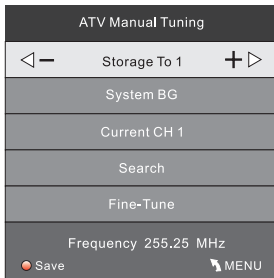 ATV Manual Tuning
Storage To 1
System BG
Current CH 1
Search
Fine-Tune
Frequency 255.25 MHz
Save MENU